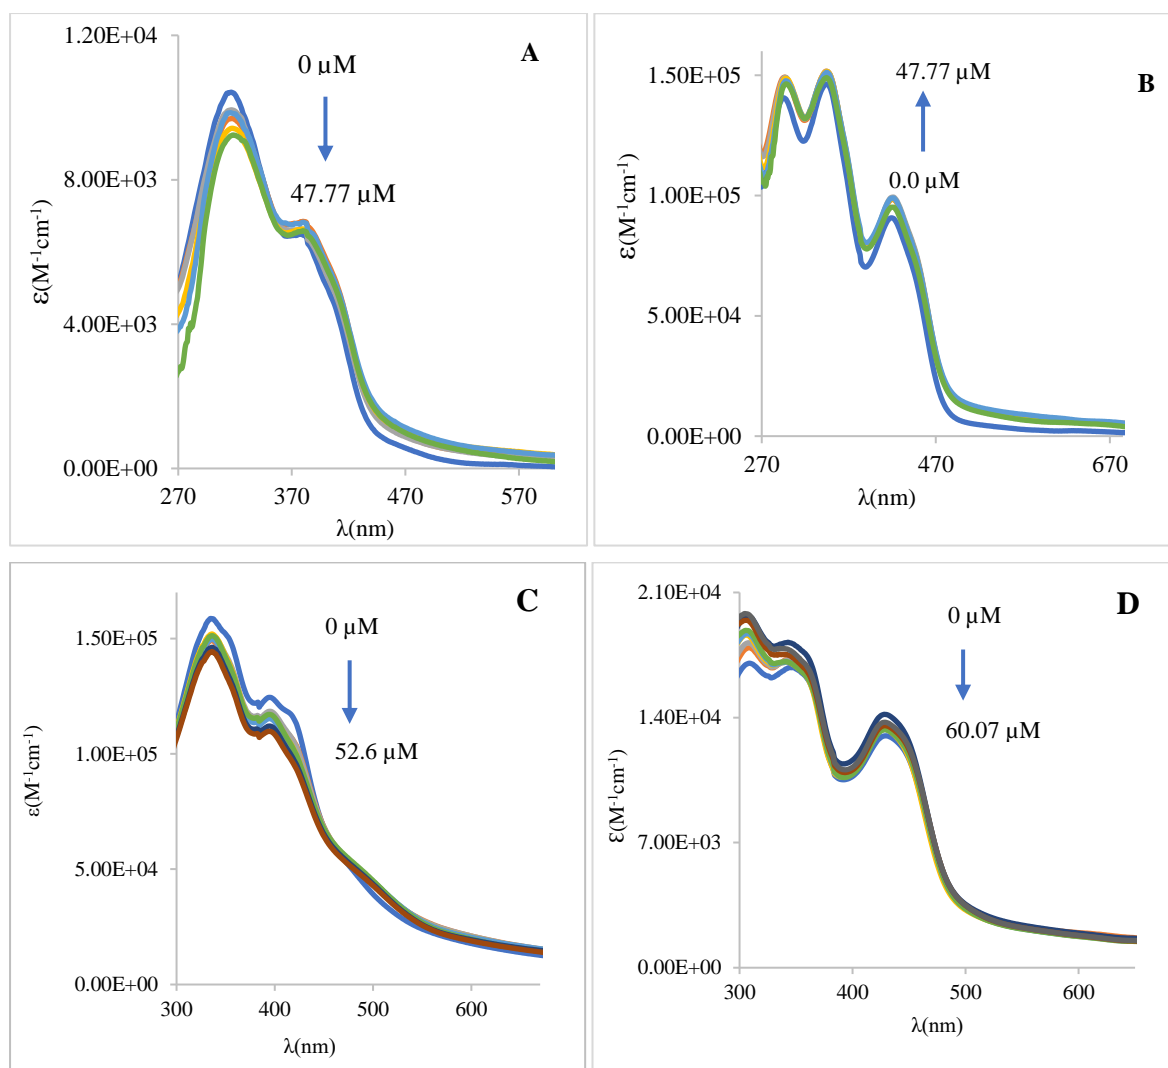 A
0 µM
47.77 µM
1.20E+04
8.00E+03
4.00E+03
0.00E+00
ε(M⁻¹cm⁻¹)
270 370 470 570
λ(nm)
B
47.77 µM
0.0 µM
1.50E+05
1.00E+05
5.00E+04
0.00E+00
ε(M⁻¹cm⁻¹)
270 470 670
λ(nm)
C
0 µM
52.6 µM
1.50E+05
1.00E+05
5.00E+04
0.00E+00
ε(M⁻¹cm⁻¹)
300 400 500 600
λ(nm)
D
0 µM
60.07 µM
2.10E+04
1.40E+04
7.00E+03
0.00E+00
ε(M⁻¹cm⁻¹)
300 400 500 600
λ(nm)